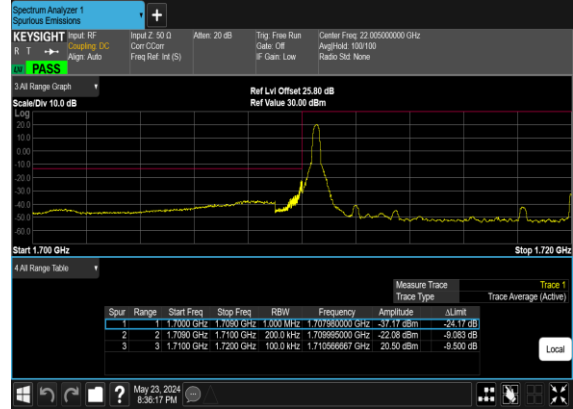 Spectrum Analyzer 1
Spurious Emissions
KEYSIGHT Input: RF Input Z: 50 Ω Atten: 20 dB Trig: Free Run Center Freq: 22.005000000 GHz
R T Coupling: DC Corr CCorr Gate: Off Avg|Hold: 100/100
Align: Auto Freq Ref: Int (S) IF Gain: Low Radio Std: None
PASS
3 All Range Graph
Ref Lvl Offset 25.80 dB
Scale/Div 10.0 dB Ref Value 30.00 dBm
Log
20.0
10.0
0.00
-10.0
-20.0
-30.0
-40.0
-50.0
-60.0
Start 1.700 GHz Stop 1.720 GHz
4 All Range Table
Measure Trace Trace 1
Trace Type Trace Average (Active)
Spur Range Start Freq Stop Freq RBW Frequency Amplitude ΔLimit
1 1 1.7000 GHz 1.7090 GHz 1.000 MHz 1.707980000 GHz -37.17 dBm -24.17 dB
2 2 1.7090 GHz 1.7100 GHz 200.0 kHz 1.709995000 GHz -22.08 dBm -9.083 dB
3 3 1.7100 GHz 1.7200 GHz 100.0 kHz 1.710566667 GHz 20.50 dBm -9.500 dB
Local
May 23, 2024
8:36:17 PM